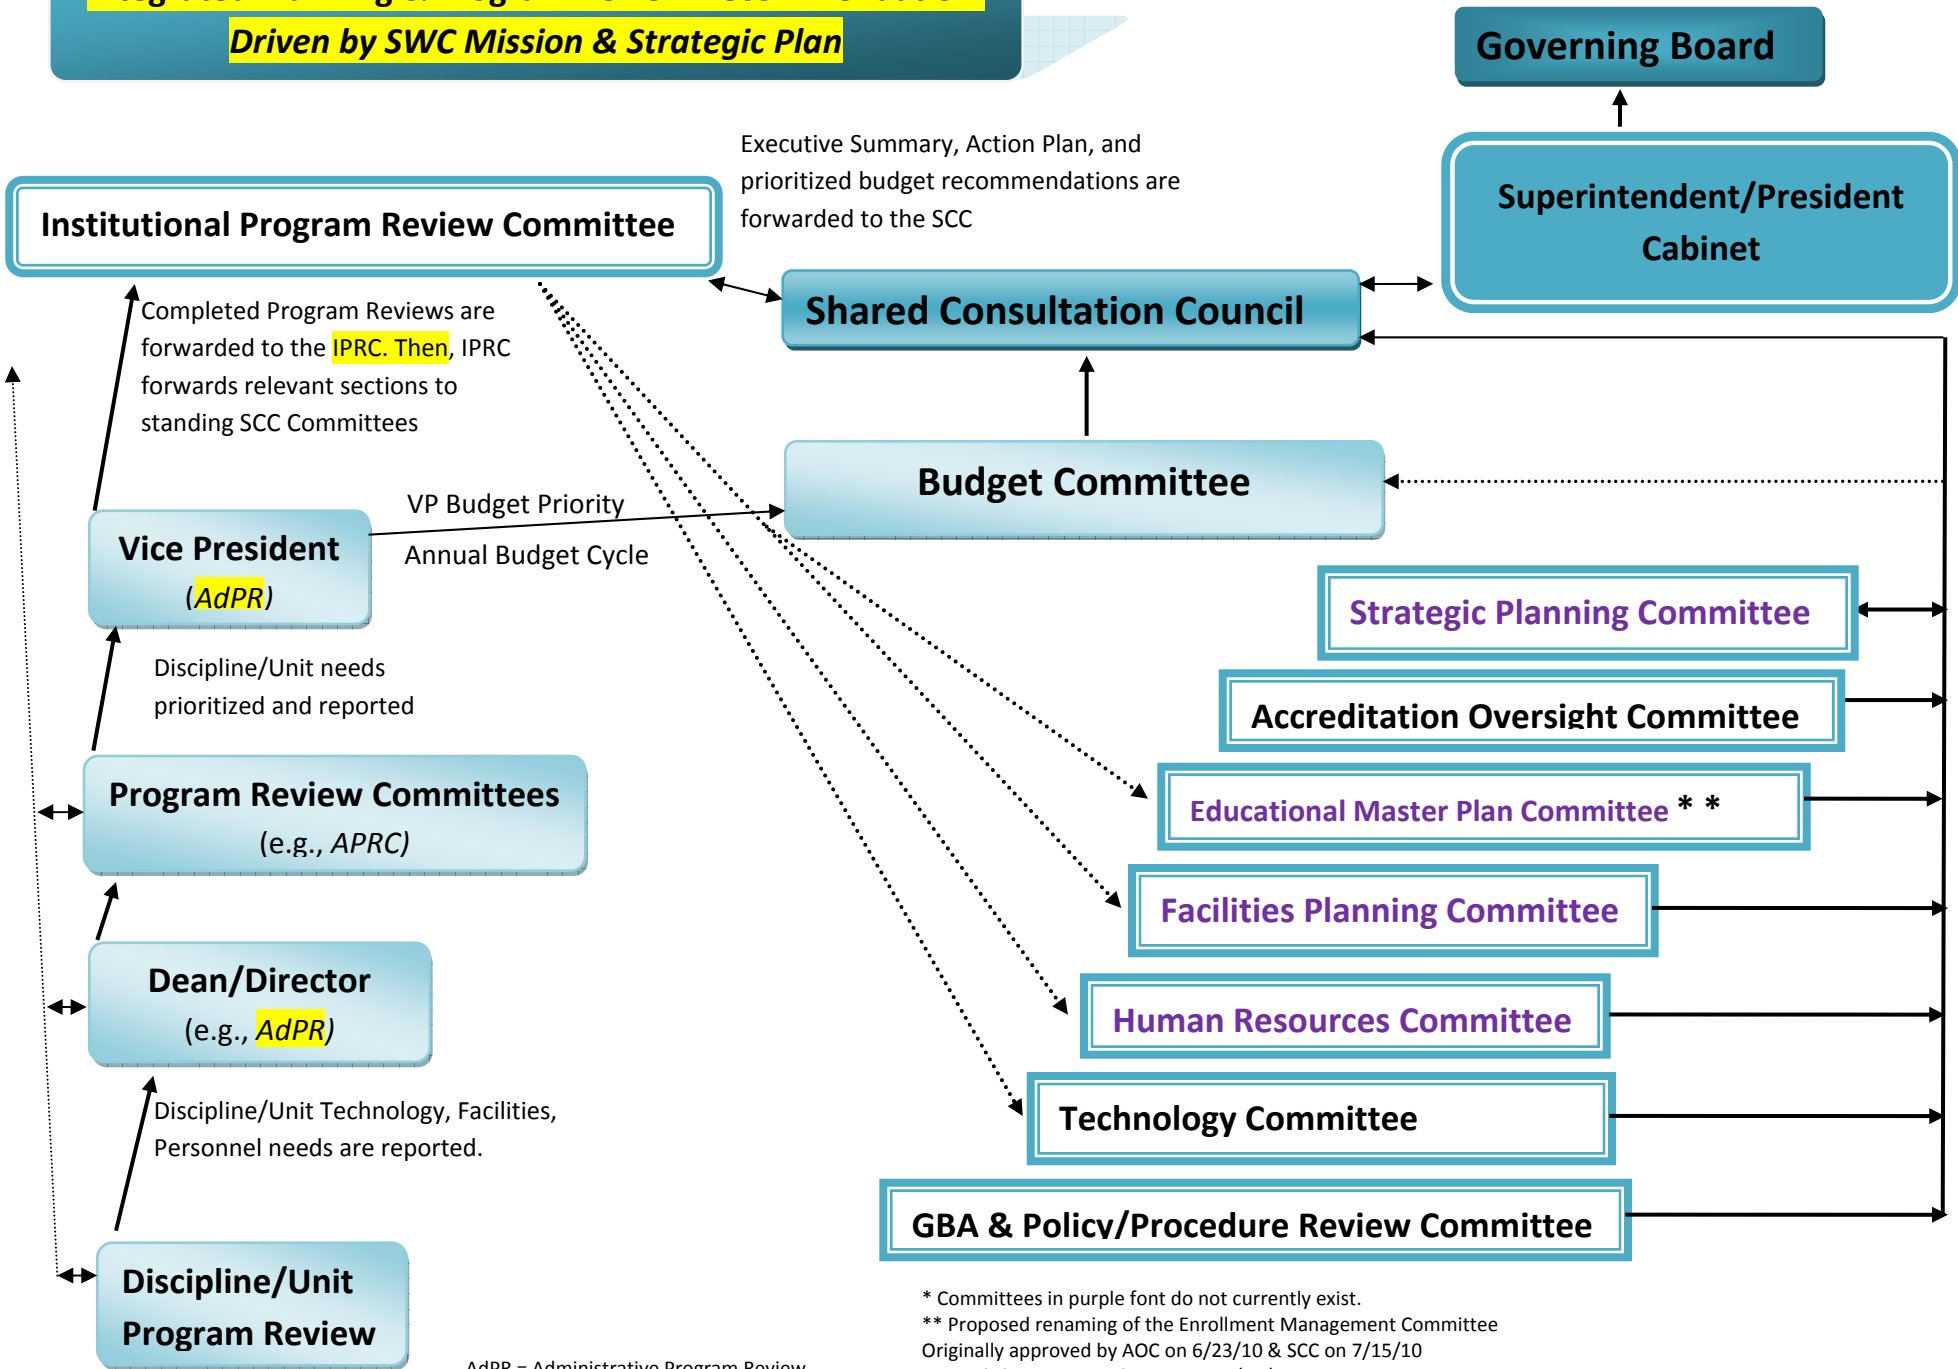 Driven by SWC Mission & Strategic Plan
Governing Board
Superintendent/President
Cabinet
Executive Summary, Action Plan, and
prioritized budget recommendations are
forwarded to the SCC
Institutional Program Review Committee
Shared Consultation Council
Completed Program Reviews are
forwarded to the IPRC. Then, IPRC
forwards relevant sections to
standing SCC Committees
Budget Committee
VP Budget Priority
Annual Budget Cycle
Vice President
(AdPR)
Discipline/Unit needs
prioritized and reported
Program Review Committees
(e.g., APRC)
Dean/Director
(e.g., AdPR)
Discipline/Unit Technology, Facilities,
Personnel needs are reported.
Discipline/Unit
Program Review
Strategic Planning Committee
Accreditation Oversight Committee
Educational Master Plan Committee * *
Facilities Planning Committee
Human Resources Committee
Technology Committee
GBA & Policy/Procedure Review Committee
* Committees in purple font do not currently exist.
** Proposed renaming of the Enrollment Management Committee
Originally approved by AOC on 6/23/10 & SCC on 7/15/10
AdPR = Administrative Program Review